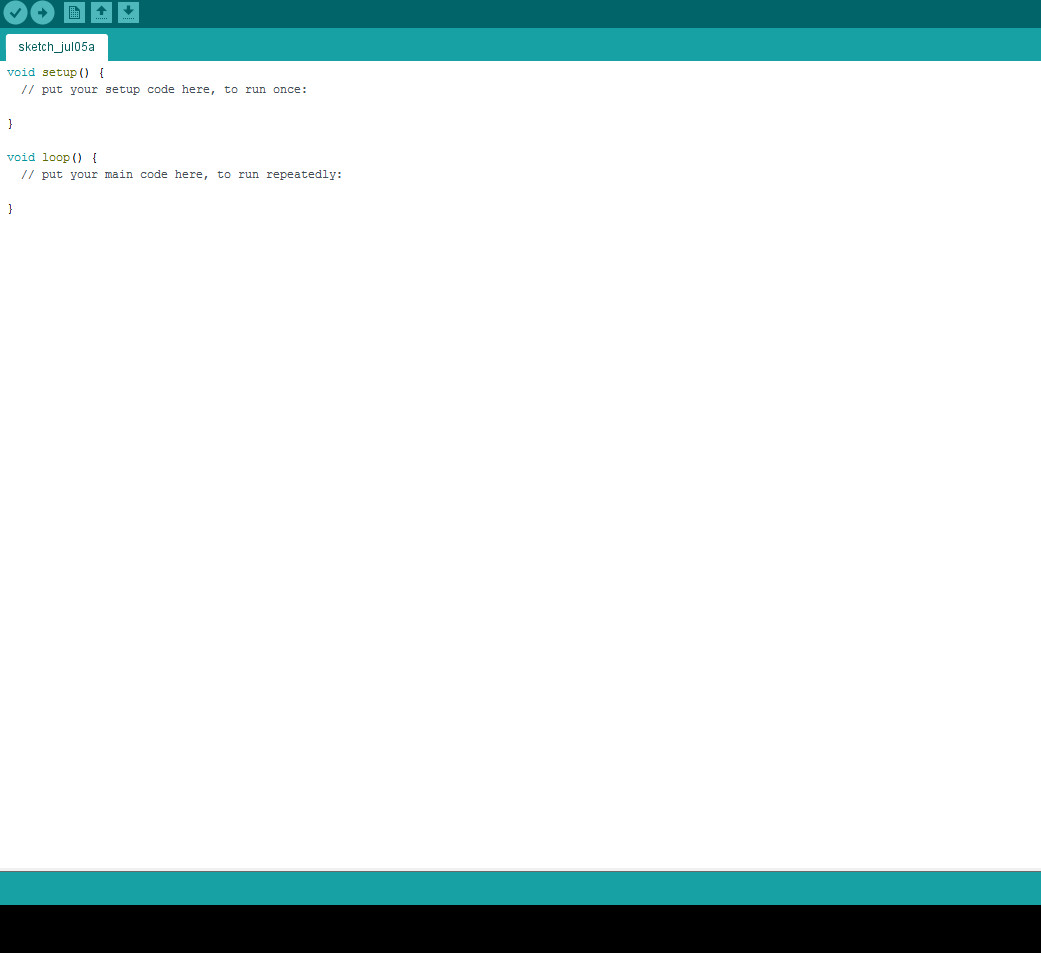 sketch_jul05a
void setup() {
  // put your setup code here, to run once:

}

void loop() {
  // put your main code here, to run repeatedly:

}